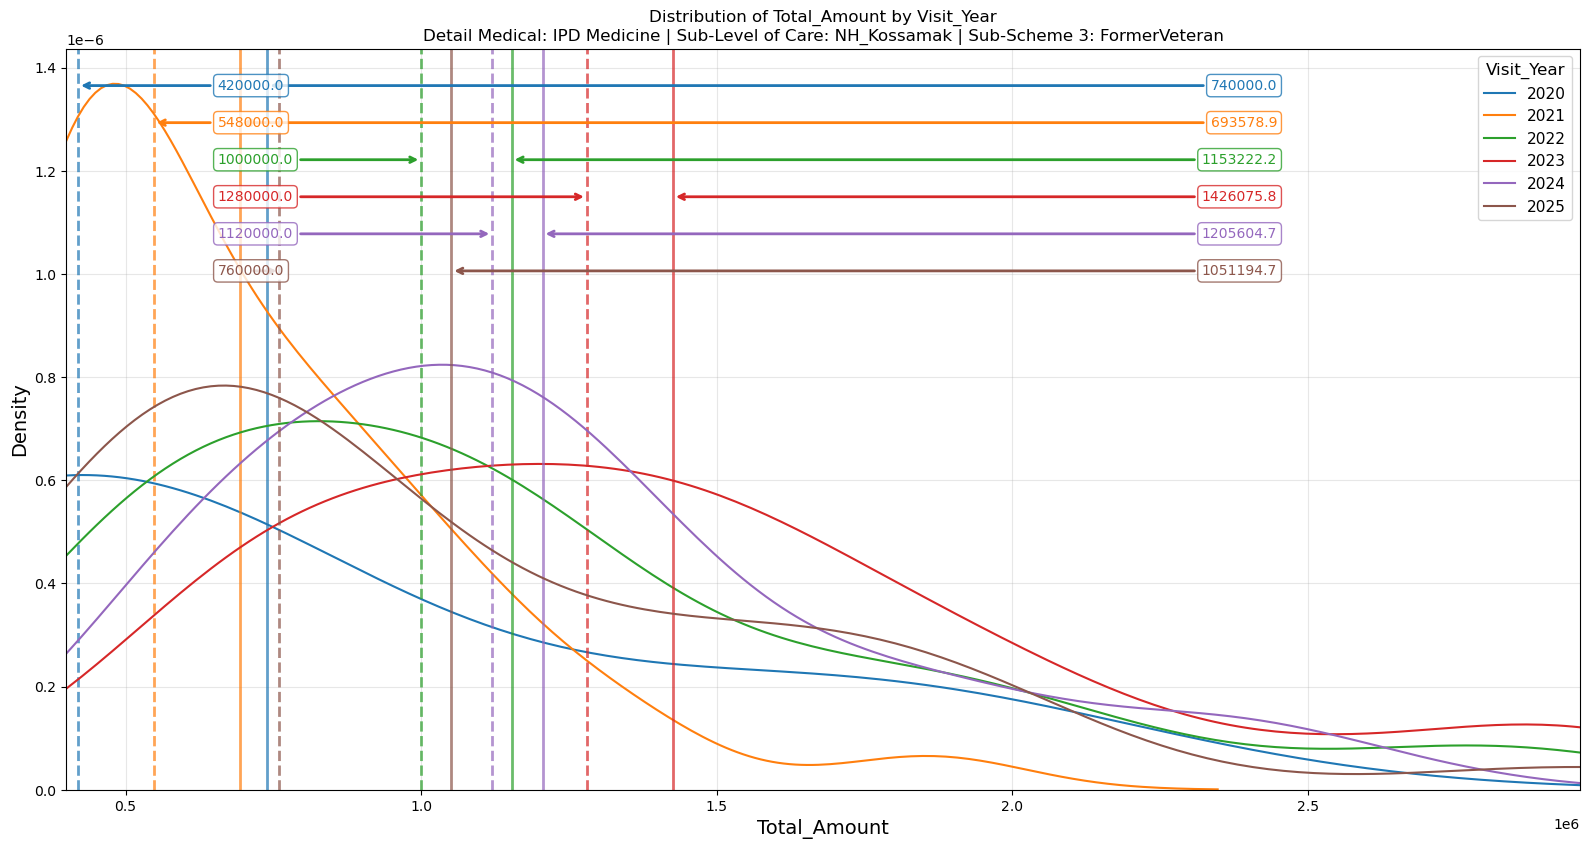 Distribution of Total_Amount by Visit_Year
Detail Medical: IPD Medicine | Sub-Level of Care: NH_Kossamak | Sub-Scheme 3: FormerVeteran
1e−6
1.4
1.2
1.0
0.8
0.6
0.4
0.2
0.0
Density
420000.0 740000.0
548000.0 693578.9
1000000.0 1153222.2
1280000.0 1426075.8
1120000.0 1205604.7
760000.0 1051194.7
Visit_Year
2020
2021
2022
2023
2024
2025
0.5 1.0 1.5 2.0 2.5
1e6
Total_Amount